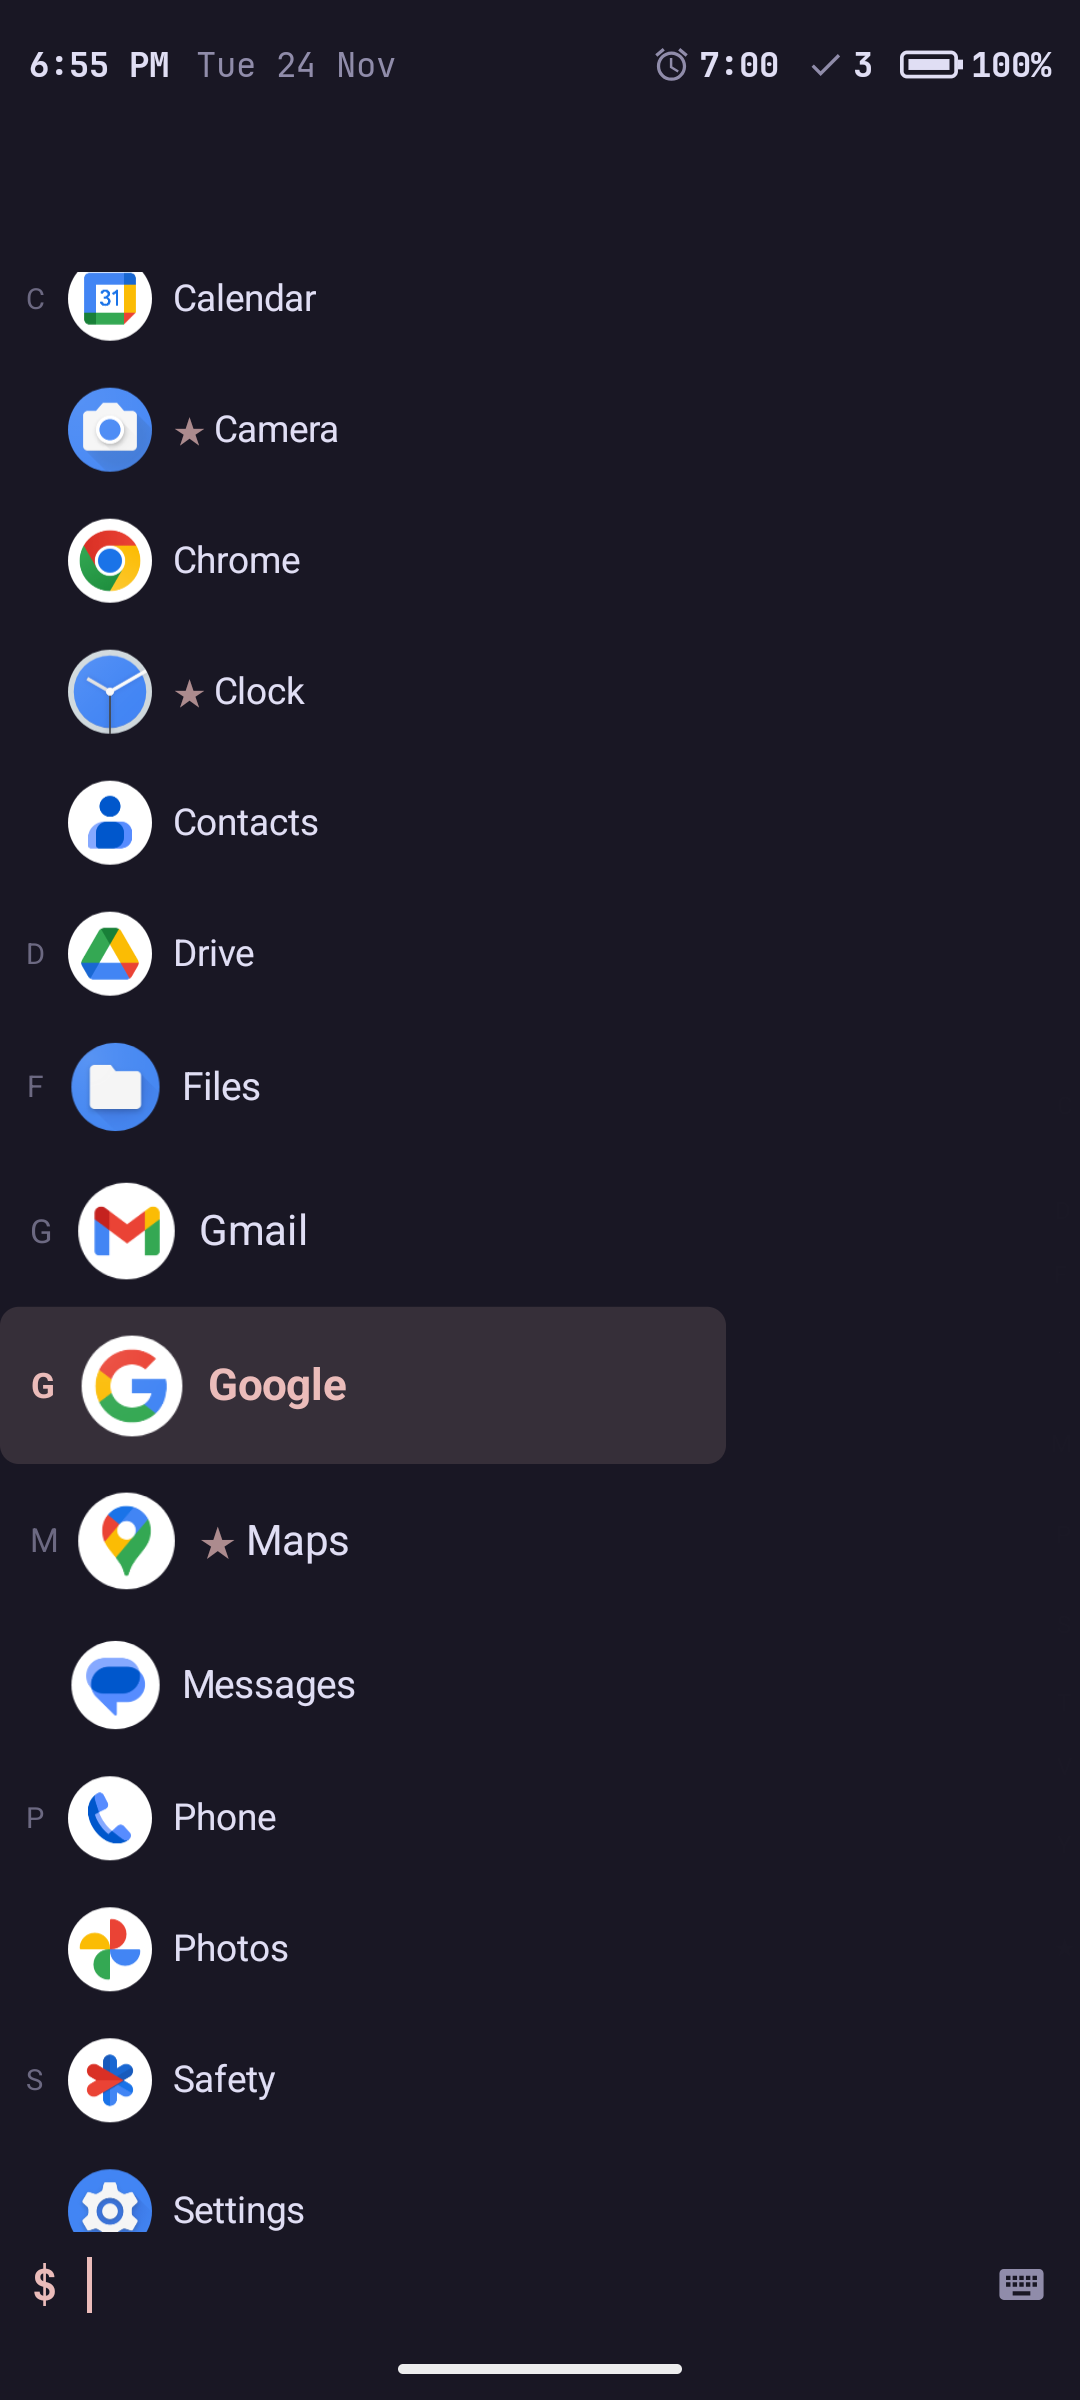 6:55 PM Tue 24 Nov 7:00 3 100%
C 31 Calendar
★ Camera
Chrome
★ Clock
Contacts
D Drive
F Files
G Gmail
G Google
M ★ Maps
Messages
P Phone
Photos
S Safety
Settings
$